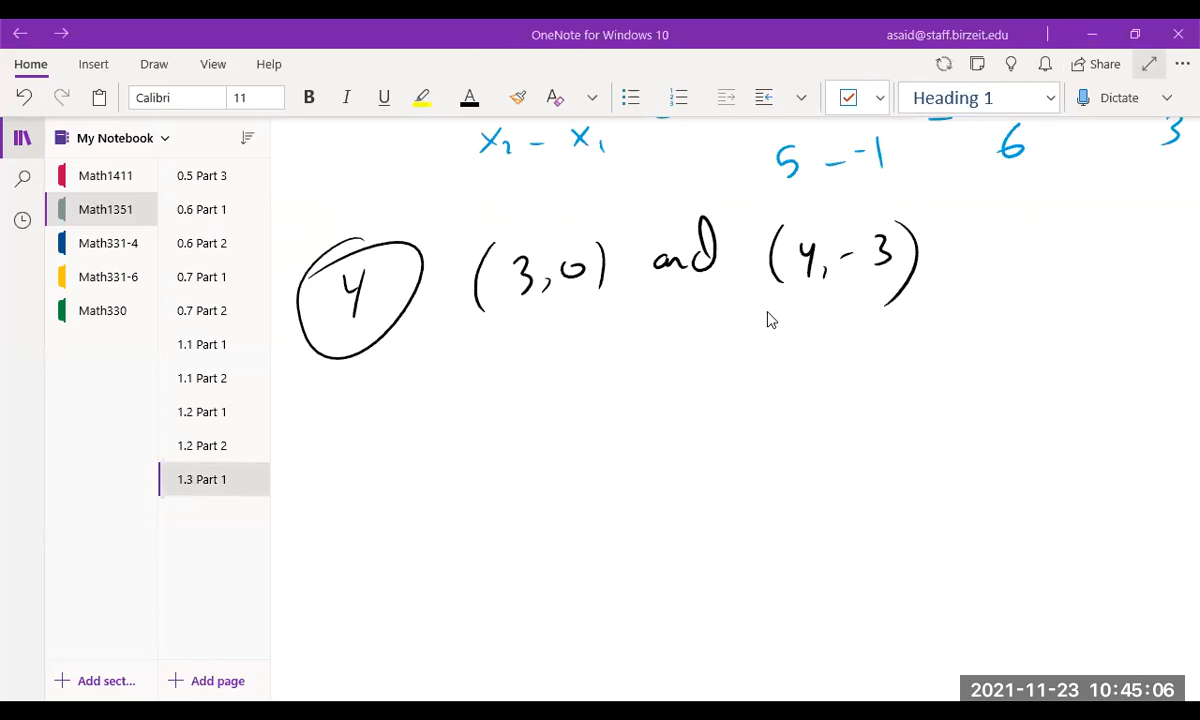 OneNote for Windows 10
asaid@staff.birzeit.edu
Home Insert Draw View Help
Share
Calibri 11 B I U A Heading 1 Dictate
My Notebook
Math1411
Math1351
Math331-4
Math331-6
Math330
0.5 Part 3
0.6 Part 1
0.6 Part 2
0.7 Part 1
0.7 Part 2
1.1 Part 1
1.1 Part 2
1.2 Part 1
1.2 Part 2
1.3 Part 1
x₂ - x₁ 5 - -1 6 3
4 (3, 0) and (4, -3)
Add sect...
Add page
2021-11-23 10:45:06